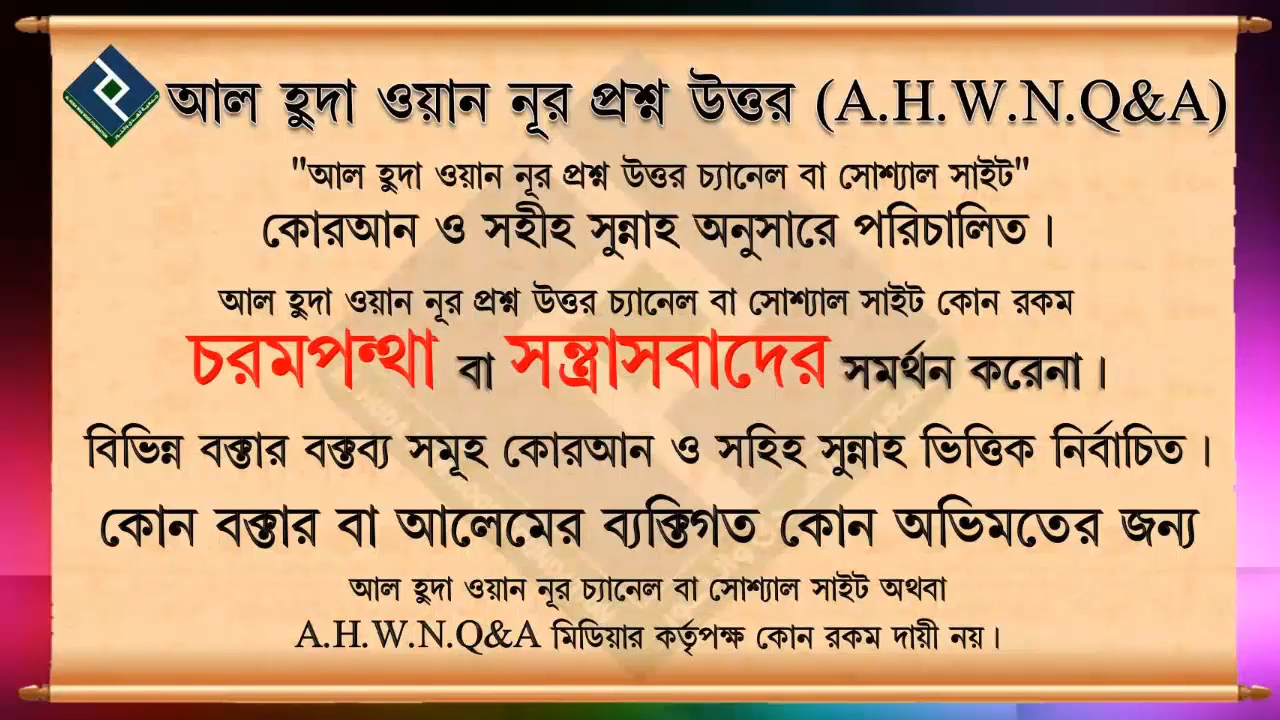 আল হুদা ওয়ান নূর প্রশ্ন উত্তর (A.H.W.N.Q&A)
"আল হুদা ওয়ান নূর প্রশ্ন উত্তর চ্যানেল বা সোশ্যাল সাইট"
কোরআন ও সহীহ সুন্নাহ অনুসারে পরিচালিত।
আল হুদা ওয়ান নূর প্রশ্ন উত্তর চ্যানেল বা সোশ্যাল সাইট কোন রকম
চরমপন্থা বা সন্ত্রাসবাদের সমর্থন করেনা।
বিভিন্ন বক্তার বক্তব্য সমূহ কোরআন ও সহিহ সুন্নাহ ভিত্তিক নির্বাচিত।
কোন বক্তার বা আলেমের ব্যক্তিগত কোন অভিমতের জন্য
আল হুদা ওয়ান নূর চ্যানেল বা সোশ্যাল সাইট অথবা
A.H.W.N.Q&A মিডিয়ার কর্তৃপক্ষ কোন রকম দায়ী নয়।